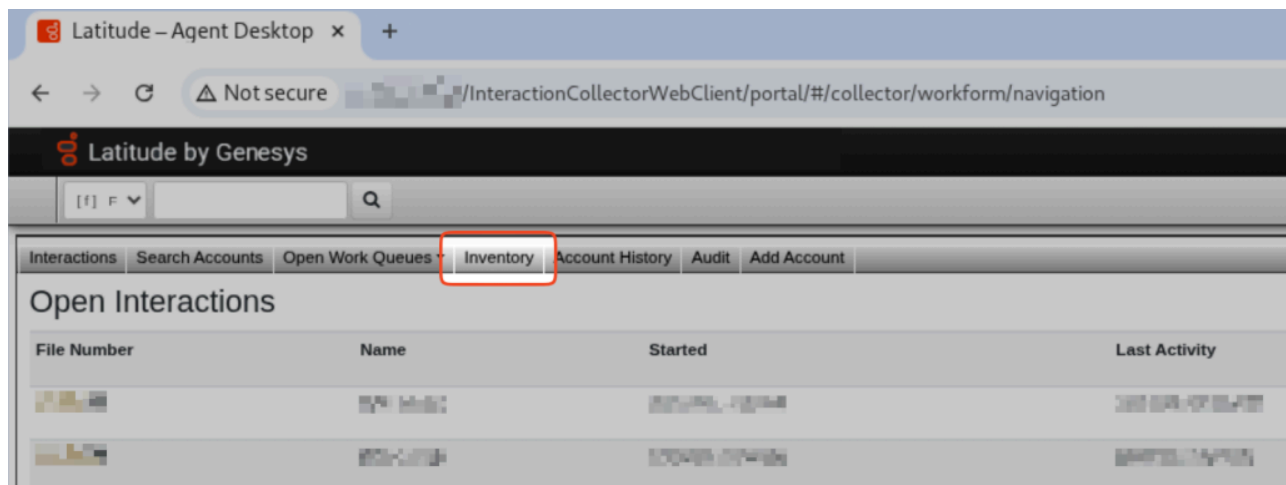 Latitude – Agent Desktop × +
Not secure /InteractionCollectorWebClient/portal/#/collector/workform/navigation
Latitude by Genesys
[f] F
Interactions Search Accounts Open Work Queues Inventory Account History Audit Add Account
Open Interactions
File Number Name Started Last Activity